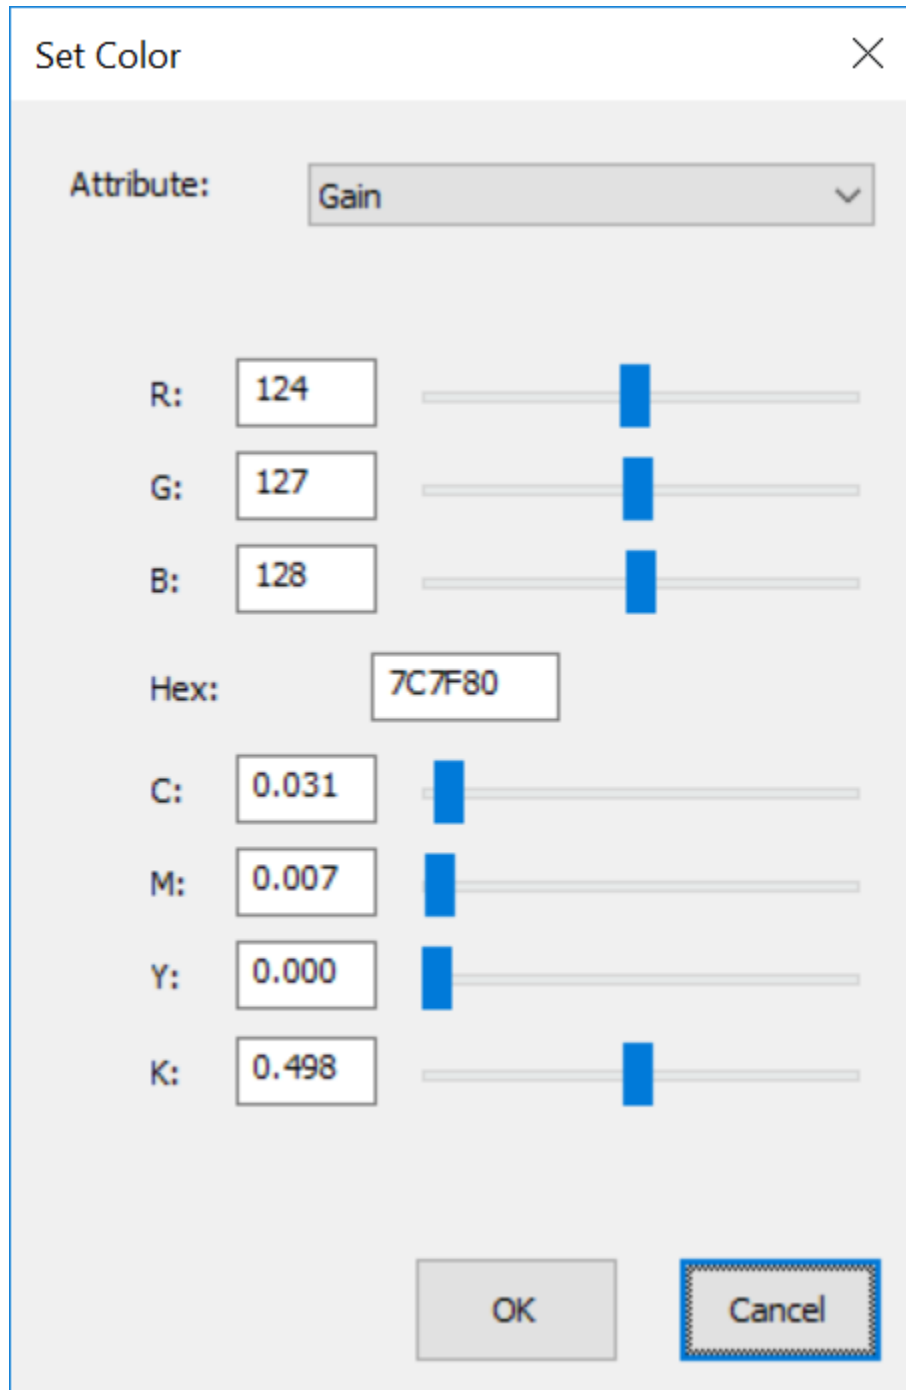 Set Color
Attribute: Gain
R: 124
G: 127
B: 128
Hex: 7C7F80
C: 0.031
M: 0.007
Y: 0.000
K: 0.498
OK Cancel